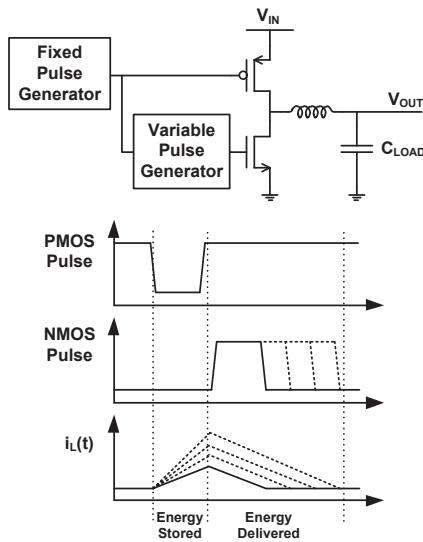 V_IN
Fixed
Pulse
Generator
V_OUT
Variable
Pulse
Generator
C_LOAD
PMOS
Pulse
NMOS
Pulse
i_L(t)
Energy
Stored
Energy
Delivered